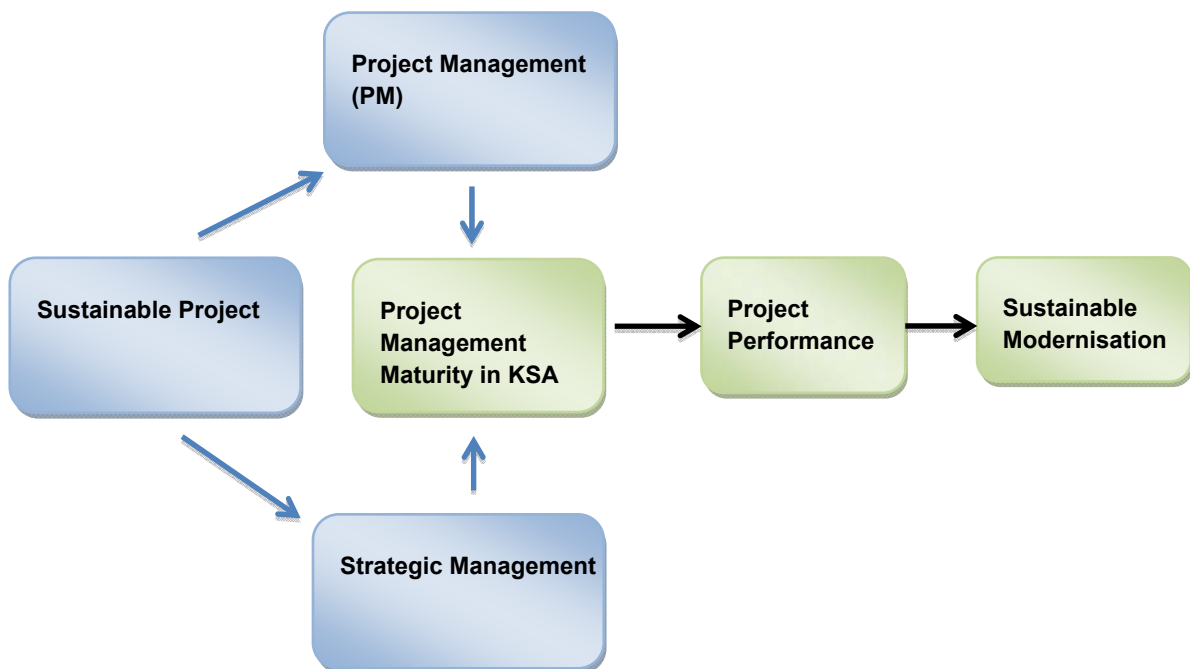 Project Management
(PM)
Sustainable Project
Project
Management
Maturity in KSA
Project
Performance
Sustainable
Modernisation
Strategic Management